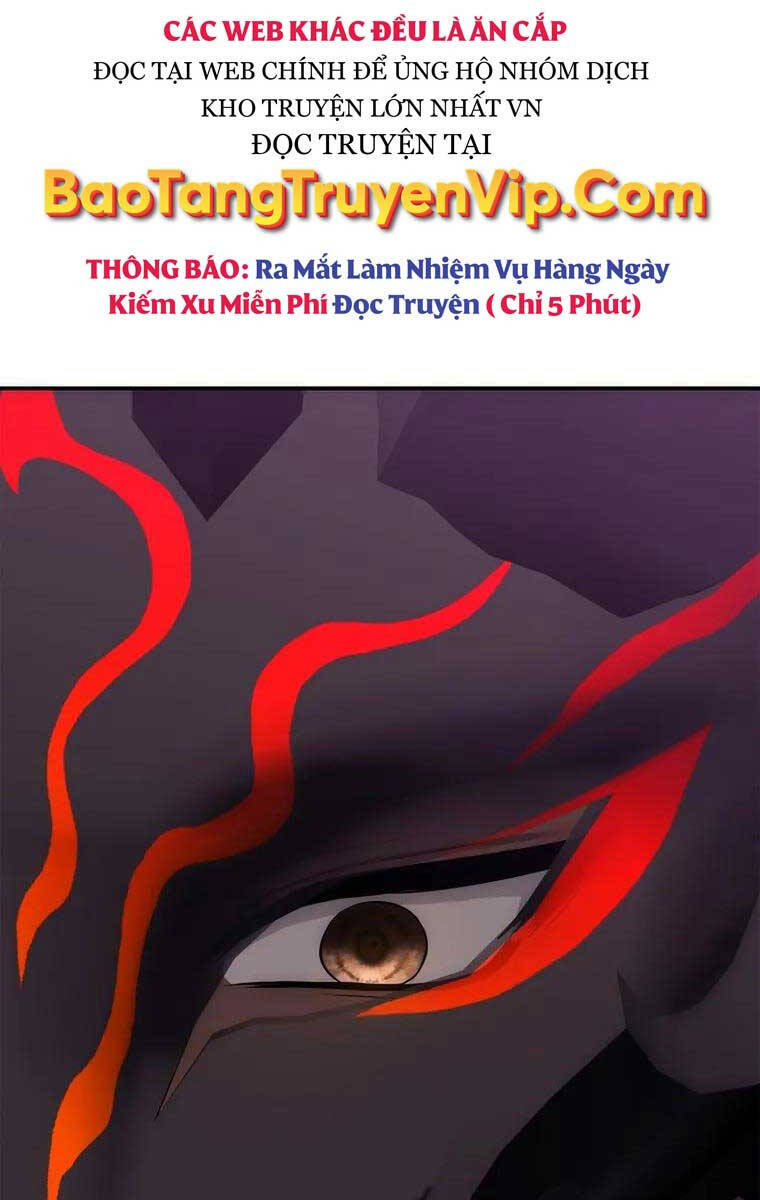 CÁC WEB KHÁC ĐỀU LÀ ĂN CẮP
ĐỌC TẠI WEB CHÍNH ĐỂ ỦNG HỘ NHÓM DỊCH
KHO TRUYỆN LỚN NHẤT VN
ĐỌC TRUYỆN TẠI
BaoTangTruyenVip.Com
THÔNG BÁO: Ra Mắt Làm Nhiệm Vụ Hàng Ngày
Kiếm Xu Miễn Phí Đọc Truyện ( Chỉ 5 Phút)